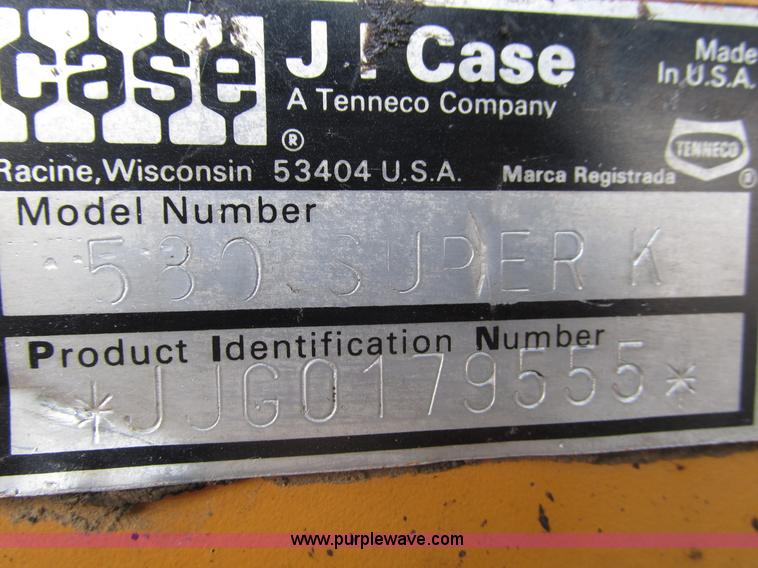 case
J I Case
Made
In U.S.A.
A Tenneco Company
®
Racine, Wisconsin 53404 U.S.A.
Marca Registrada
TENNECO
®
Model Number
580 SUPER K
Product Identification Number
*JJG0179555*
www.purplewave.com